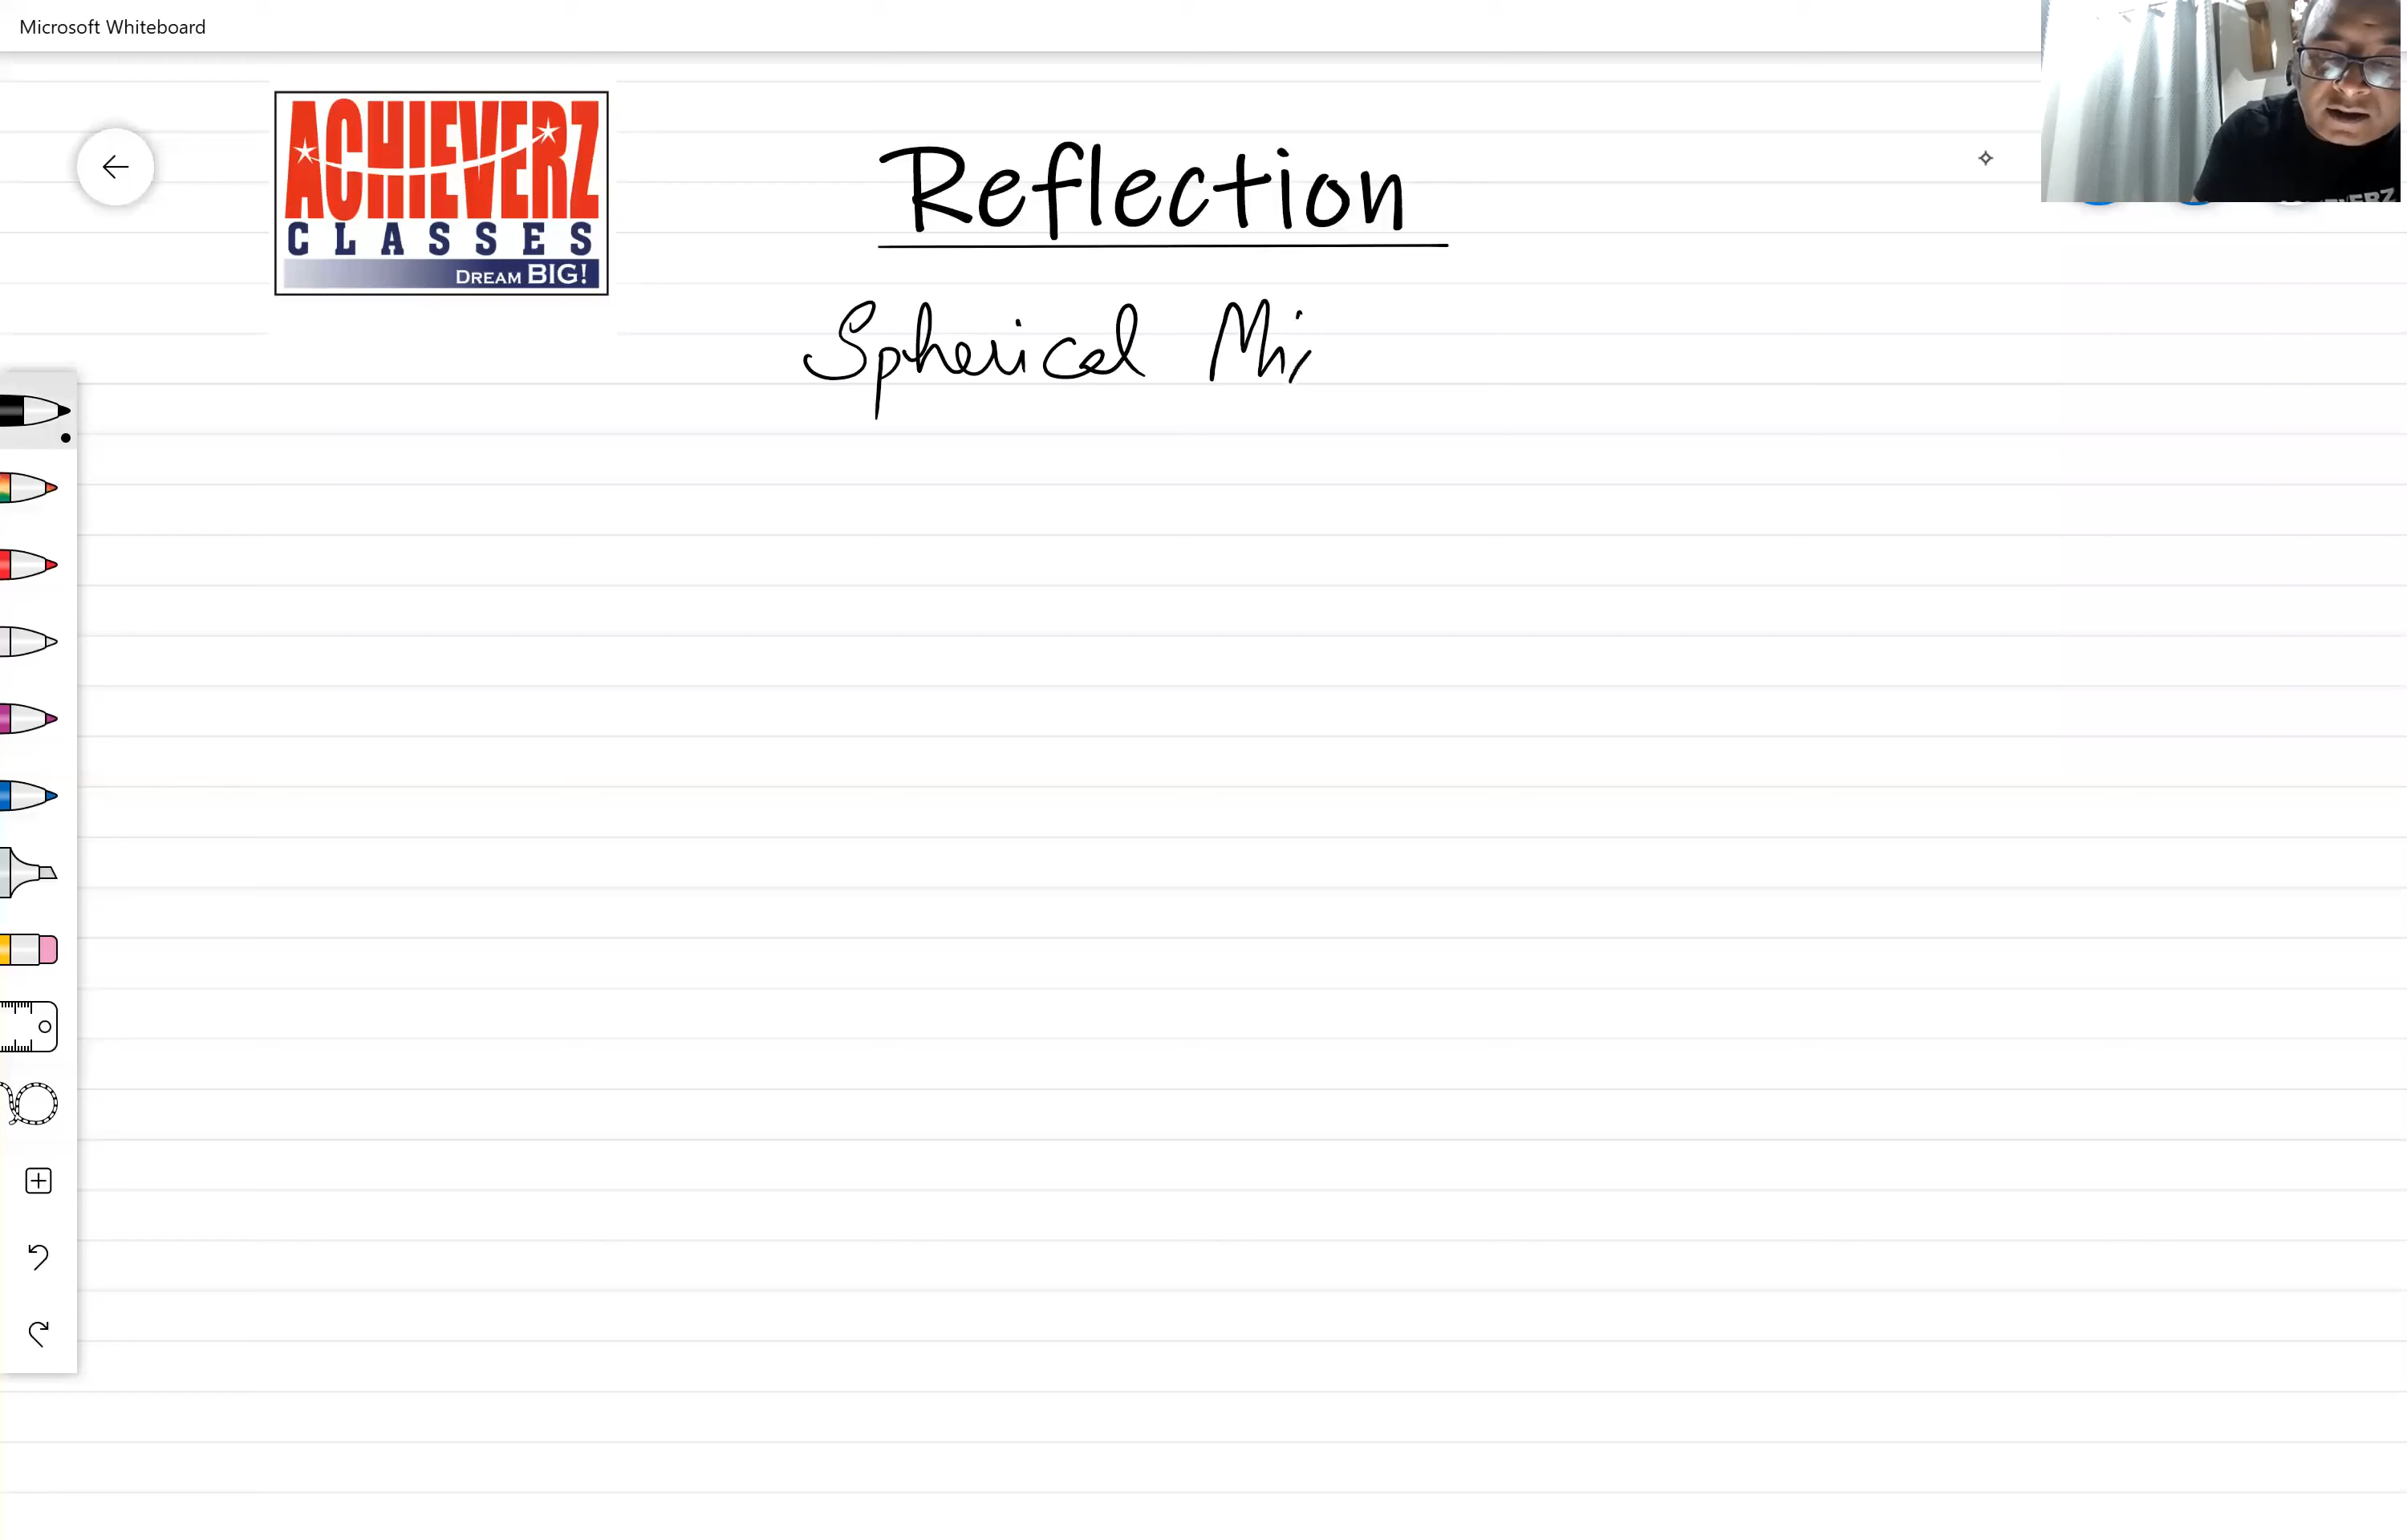 Microsoft Whiteboard
ACHIEVERZ
CLASSES
DREAM BIG!
Reflection
Spherical Mi